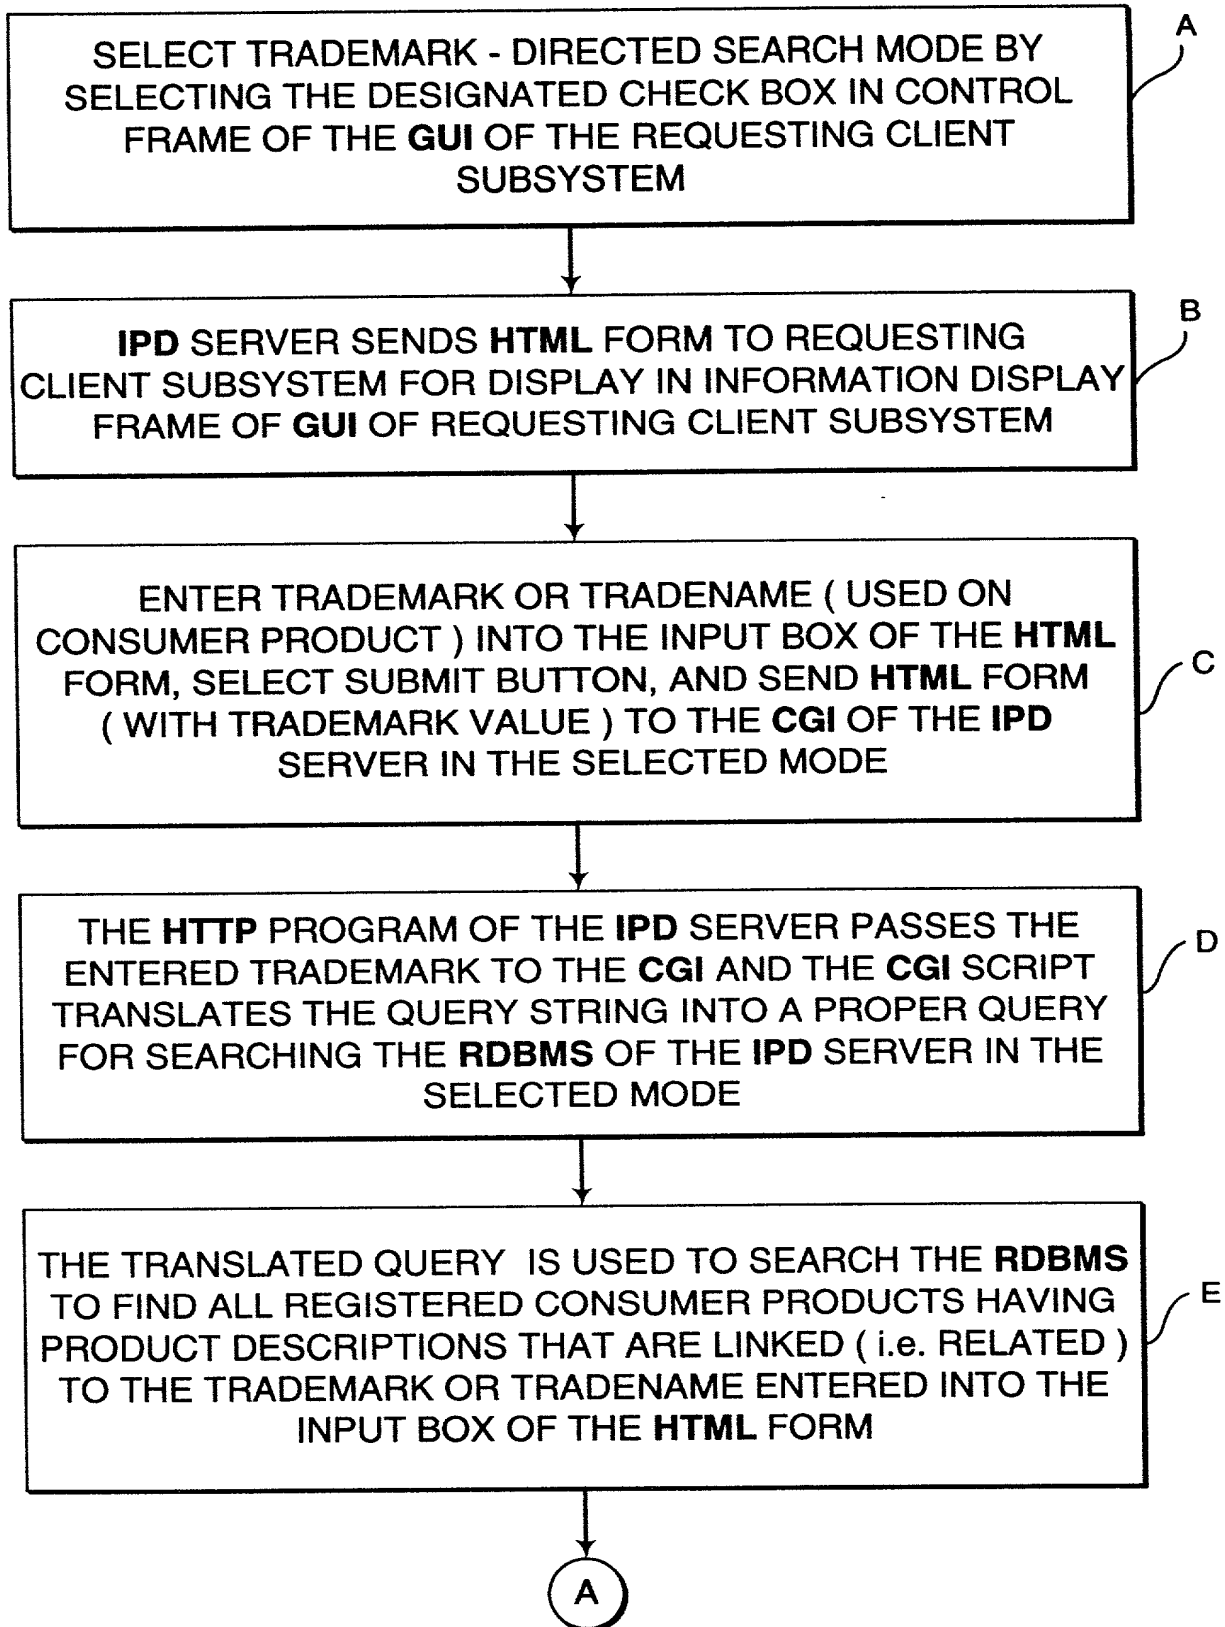 SELECT TRADEMARK - DIRECTED SEARCH MODE BY
SELECTING THE DESIGNATED CHECK BOX IN CONTROL
FRAME OF THE GUI OF THE REQUESTING CLIENT
SUBSYSTEM
A
IPD SERVER SENDS HTML FORM TO REQUESTING
CLIENT SUBSYSTEM FOR DISPLAY IN INFORMATION DISPLAY
FRAME OF GUI OF REQUESTING CLIENT SUBSYSTEM
B
ENTER TRADEMARK OR TRADENAME ( USED ON
CONSUMER PRODUCT ) INTO THE INPUT BOX OF THE HTML
FORM, SELECT SUBMIT BUTTON, AND SEND HTML FORM
( WITH TRADEMARK VALUE ) TO THE CGI OF THE IPD
SERVER IN THE SELECTED MODE
C
THE HTTP PROGRAM OF THE IPD SERVER PASSES THE
ENTERED TRADEMARK TO THE CGI AND THE CGI SCRIPT
TRANSLATES THE QUERY STRING INTO A PROPER QUERY
FOR SEARCHING THE RDBMS OF THE IPD SERVER IN THE
SELECTED MODE
D
THE TRANSLATED QUERY IS USED TO SEARCH THE RDBMS
TO FIND ALL REGISTERED CONSUMER PRODUCTS HAVING
PRODUCT DESCRIPTIONS THAT ARE LINKED ( i.e. RELATED )
TO THE TRADEMARK OR TRADENAME ENTERED INTO THE
INPUT BOX OF THE HTML FORM
E
A